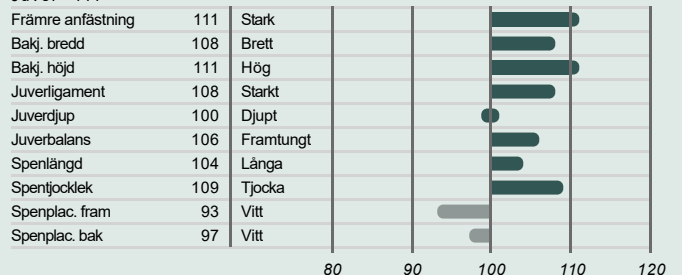 Främre anfästning 111 Stark
Bakj. bredd 108 Brett
Bakj. höjd 111 Hög
Juverligament 108 Starkt
Juverdjup 100 Djupt
Juverbalans 106 Framtungt
Spenlängd 104 Långa
Spentjocklek 109 Tjocka
Spenplac. fram 93 Vitt
Spenplac. bak 97 Vitt
80 90 100 110 120